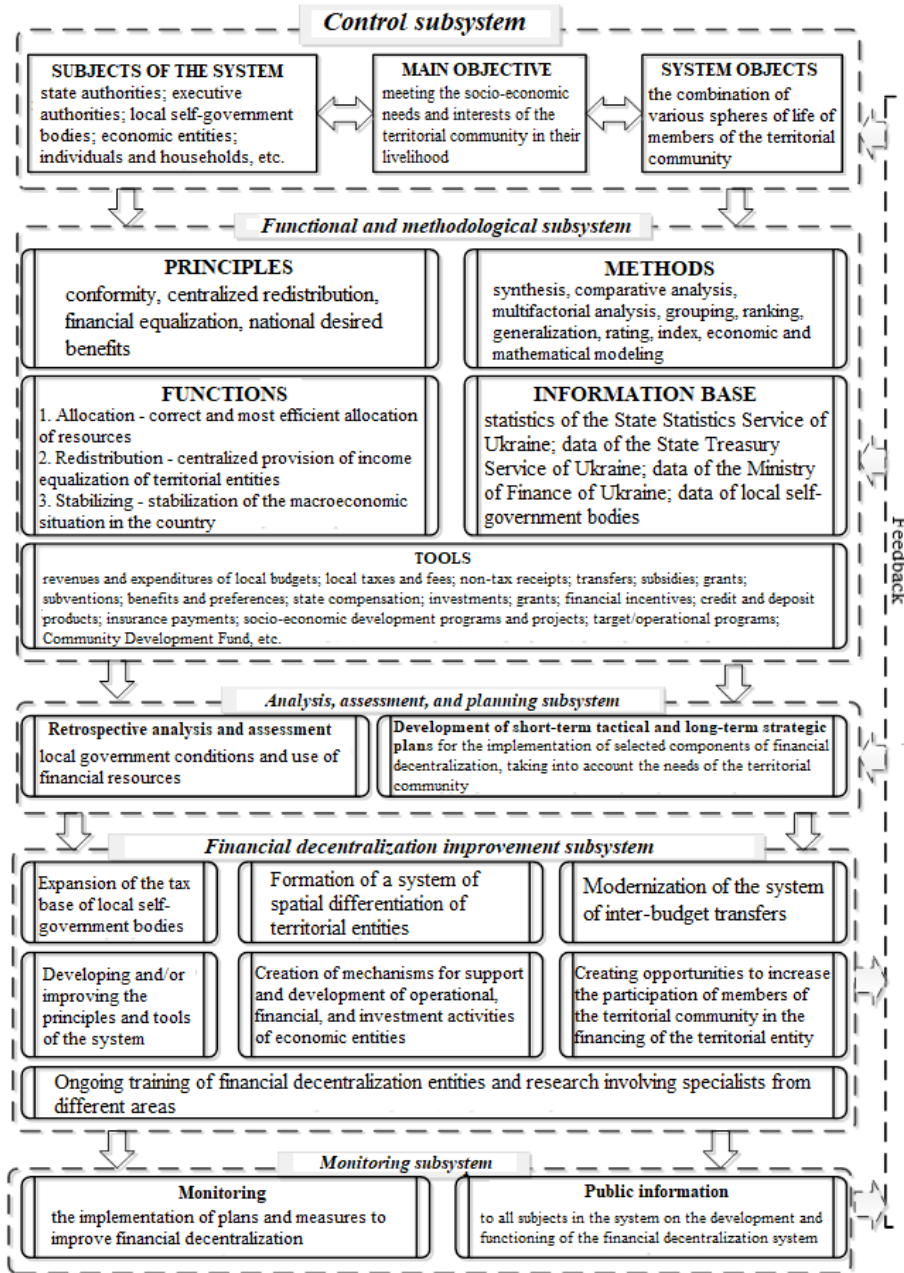 Control subsystem
SUBJECTS OF THE SYSTEM
state authorities; executive
authorities; local self-government
bodies; economic entities;
individuals and households, etc.
MAIN OBJECTIVE
meeting the socio-economic
needs and interests of the
territorial community in their
livelihood
SYSTEM OBJECTS
the combination of
various spheres of life of
members of the territorial
community
Functional and methodological subsystem
PRINCIPLES
conformity, centralized redistribution,
financial equalization, national desired
benefits
METHODS
synthesis, comparative analysis,
multifactorial analysis, grouping, ranking,
generalization, rating, index, economic and
mathematical modeling
FUNCTIONS
1. Allocation - correct and most efficient allocation
of resources
2. Redistribution - centralized provision of income
equalization of territorial entities
3. Stabilizing - stabilization of the macroeconomic
situation in the country
INFORMATION BASE
statistics of the State Statistics Service of
Ukraine; data of the State Treasury
Service of Ukraine; data of the Ministry
of Finance of Ukraine; data of local self-
government bodies
TOOLS
revenues and expenditures of local budgets; local taxes and fees; non-tax receipts; transfers; subsidies; grants;
subventions; benefits and preferences; state compensation; investments; grants; financial incentives; credit and deposit
products; insurance payments; socio-economic development programs and projects; target/operational programs;
Community Development Fund, etc.
Analysis, assessment, and planning subsystem
Retrospective analysis and assessment
local government conditions and use of
financial resources
Development of short-term tactical and long-term strategic
plans for the implementation of selected components of financial
decentralization, taking into account the needs of the territorial
community
Financial decentralization improvement subsystem
Expansion of the tax
base of local self-
government bodies
Formation of a system of
spatial differentiation of
territorial entities
Modernization of the system
of inter-budget transfers
Developing and/or
improving the
principles and tools
of the system
Creation of mechanisms for support
and development of operational,
financial, and investment activities
of economic entities
Creating opportunities to increase
the participation of members of
the territorial community in the
financing of the territorial entity
Ongoing training of financial decentralization entities and research involving specialists from
different areas
Monitoring subsystem
Monitoring
the implementation of plans and measures to
improve financial decentralization
Public information
to all subjects in the system on the development and
functioning of the financial decentralization system
Feedback